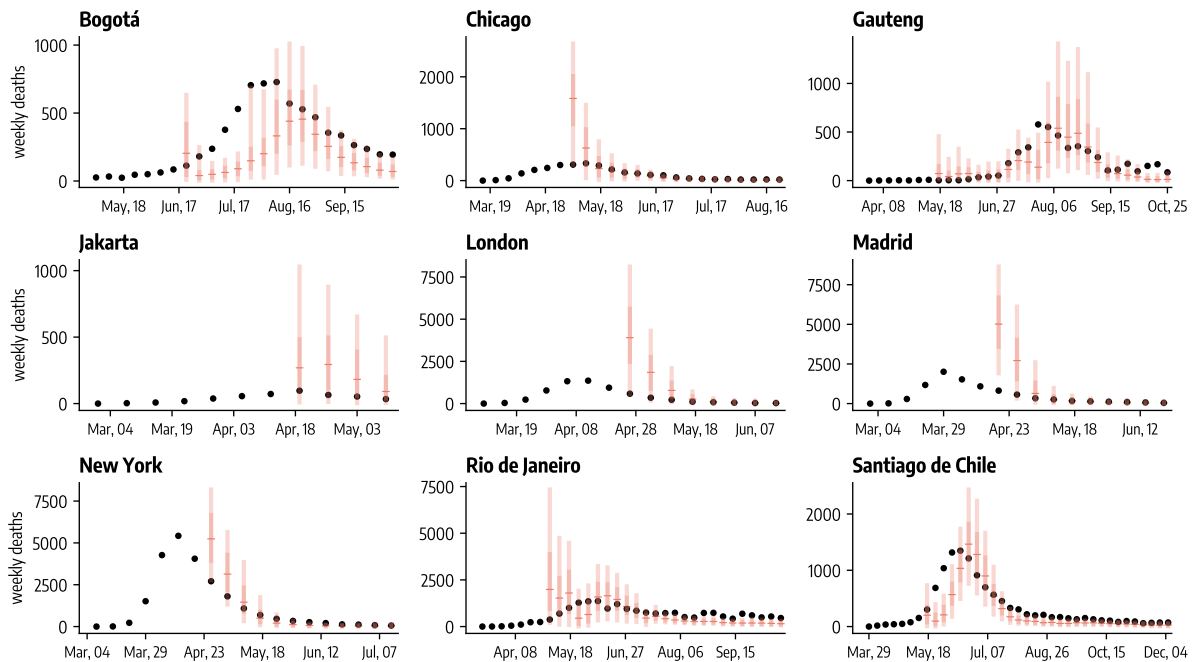 Bogotá
Chicago
Gauteng
weekly deaths
1000
500
0
May, 18 Jun, 17 Jul, 17 Aug, 16 Sep, 15
2000
1000
0
Mar, 19 Apr, 18 May, 18 Jun, 17 Jul, 17 Aug, 16
1000
500
0
Apr, 08 May, 18 Jun, 27 Aug, 06 Sep, 15 Oct, 25
Jakarta
London
Madrid
weekly deaths
1000
500
0
Mar, 04 Mar, 19 Apr, 03 Apr, 18 May, 03
7500
5000
2500
0
Mar, 19 Apr, 08 Apr, 28 May, 18 Jun, 07
7500
5000
2500
0
Mar, 04 Mar, 29 Apr, 23 May, 18 Jun, 12
New York
Rio de Janeiro
Santiago de Chile
weekly deaths
7500
5000
2500
0
Mar, 04 Mar, 29 Apr, 23 May, 18 Jun, 12 Jul, 07
7500
5000
2500
0
Apr, 08 May, 18 Jun, 27 Aug, 06 Sep, 15
2000
1000
0
Mar, 29 May, 18 Jul, 07 Aug, 26 Oct, 15 Dec, 04